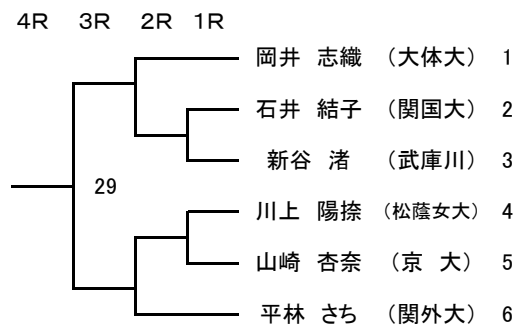 4R 3R 2R 1R
岡井 志織 (大体大) 1
石井 結子 (関国大) 2
新谷 渚 (武庫川) 3
29
川上 陽捺 (松蔭女大) 4
山崎 杏奈 (京 大) 5
平林 さち (関外大) 6